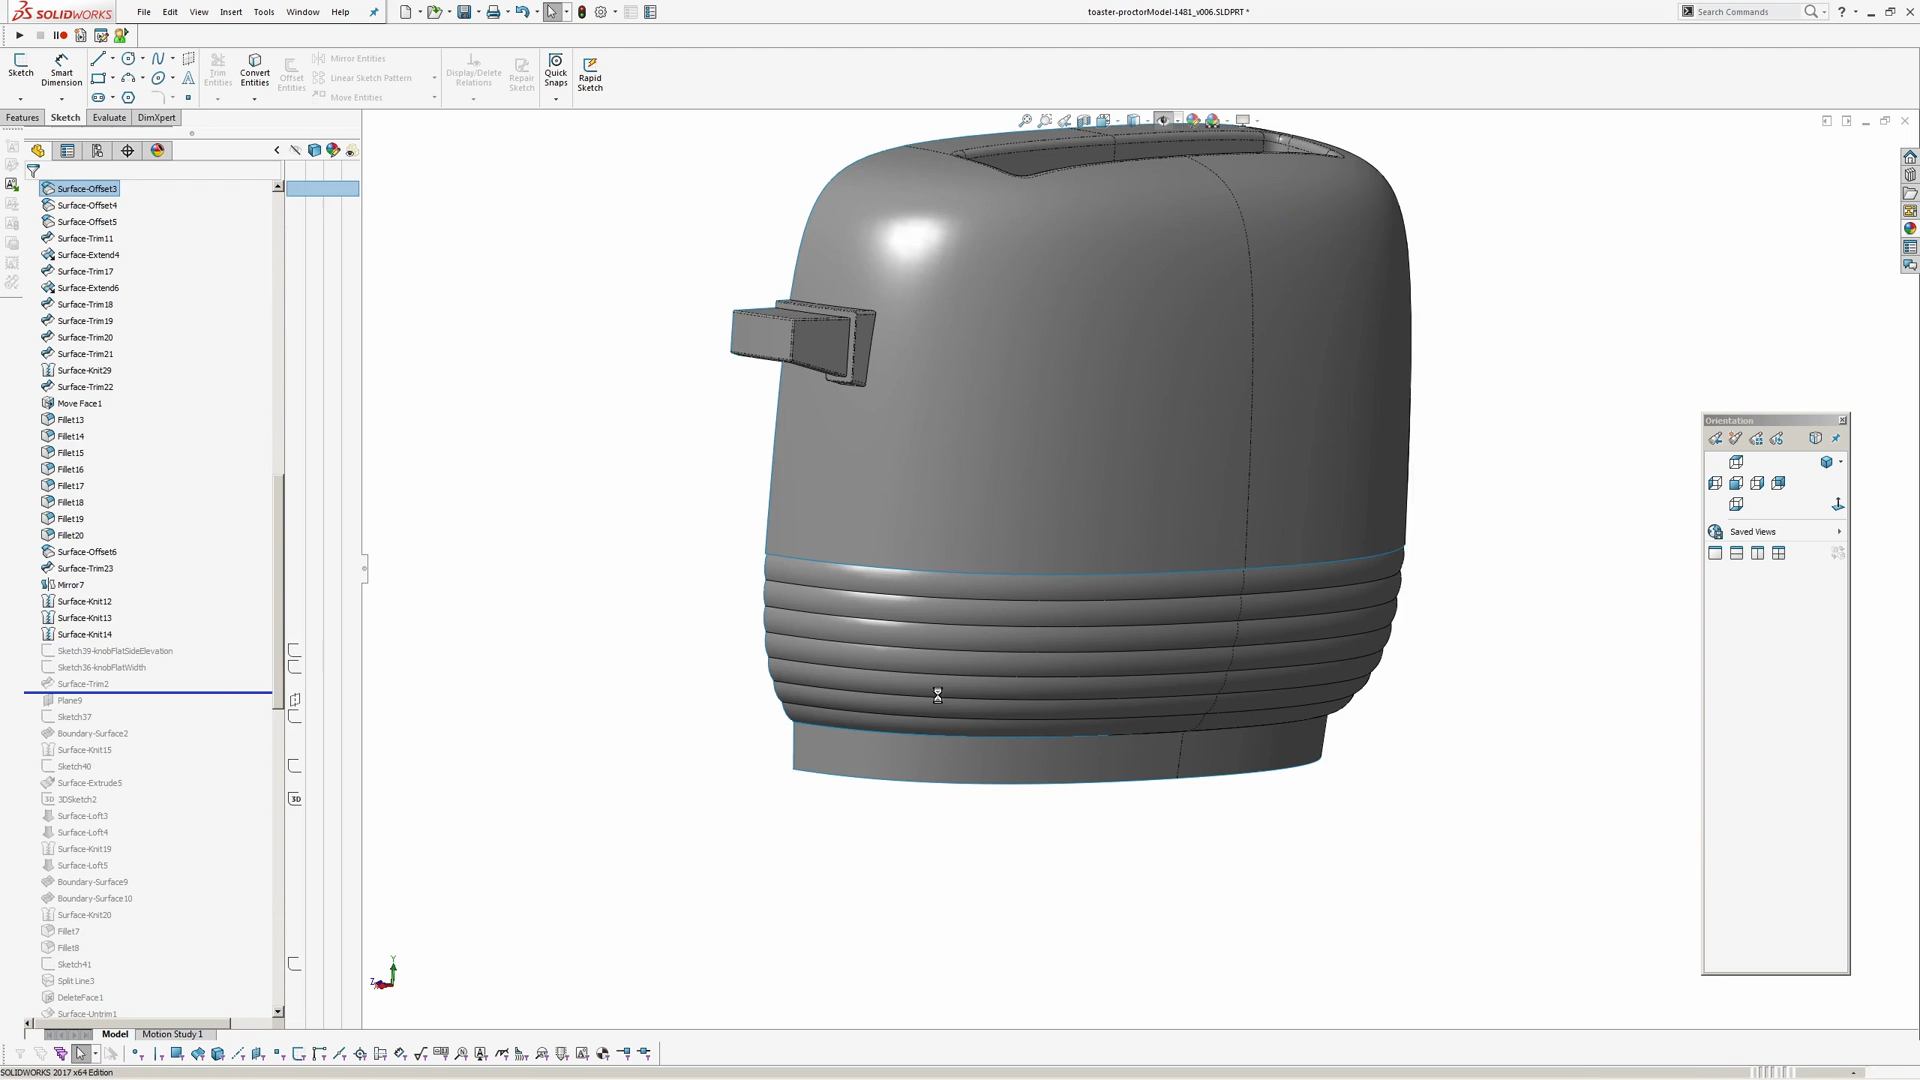 SOLIDWORKS File Edit View Insert Tools Window Help toaster-proctorModel-1481_v006.SLDPRT * Search Commands
Sketch Smart Dimension Trim Entities Convert Entities Offset Entities Mirror Entities Linear Sketch Pattern Move Entities Display/Delete Relations Repair Sketch Quick Snaps Rapid Sketch
Features Sketch Evaluate DimXpert
Surface-Offset3
Surface-Offset4
Surface-Offset5
Surface-Trim11
Surface-Extend4
Surface-Trim17
Surface-Extend6
Surface-Trim18
Surface-Trim19
Surface-Trim20
Surface-Trim21
Surface-Knit29
Surface-Trim22
Move Face1
Fillet13
Fillet14
Fillet15
Fillet16
Fillet17
Fillet18
Fillet19
Fillet20
Surface-Offset6
Surface-Trim23
Mirror7
Surface-Knit12
Surface-Knit13
Surface-Knit14
Sketch39-knobFlatSideElevation
Sketch36-knobFlatWidth
Surface-Trim2
Plane9
Sketch37
Boundary-Surface2
Surface-Knit15
Sketch40
Surface-Extrude5
3D 3DSketch2 3D
Surface-Loft3
Surface-Loft4
Surface-Knit19
Surface-Loft5
Boundary-Surface9
Boundary-Surface10
Surface-Knit20
Fillet7
Fillet8
Sketch41
Split Line3
DeleteFace1
Surface-Untrim1
Orientation
Saved Views
Y
Z
Model Motion Study 1
SOLIDWORKS 2017 x64 Edition